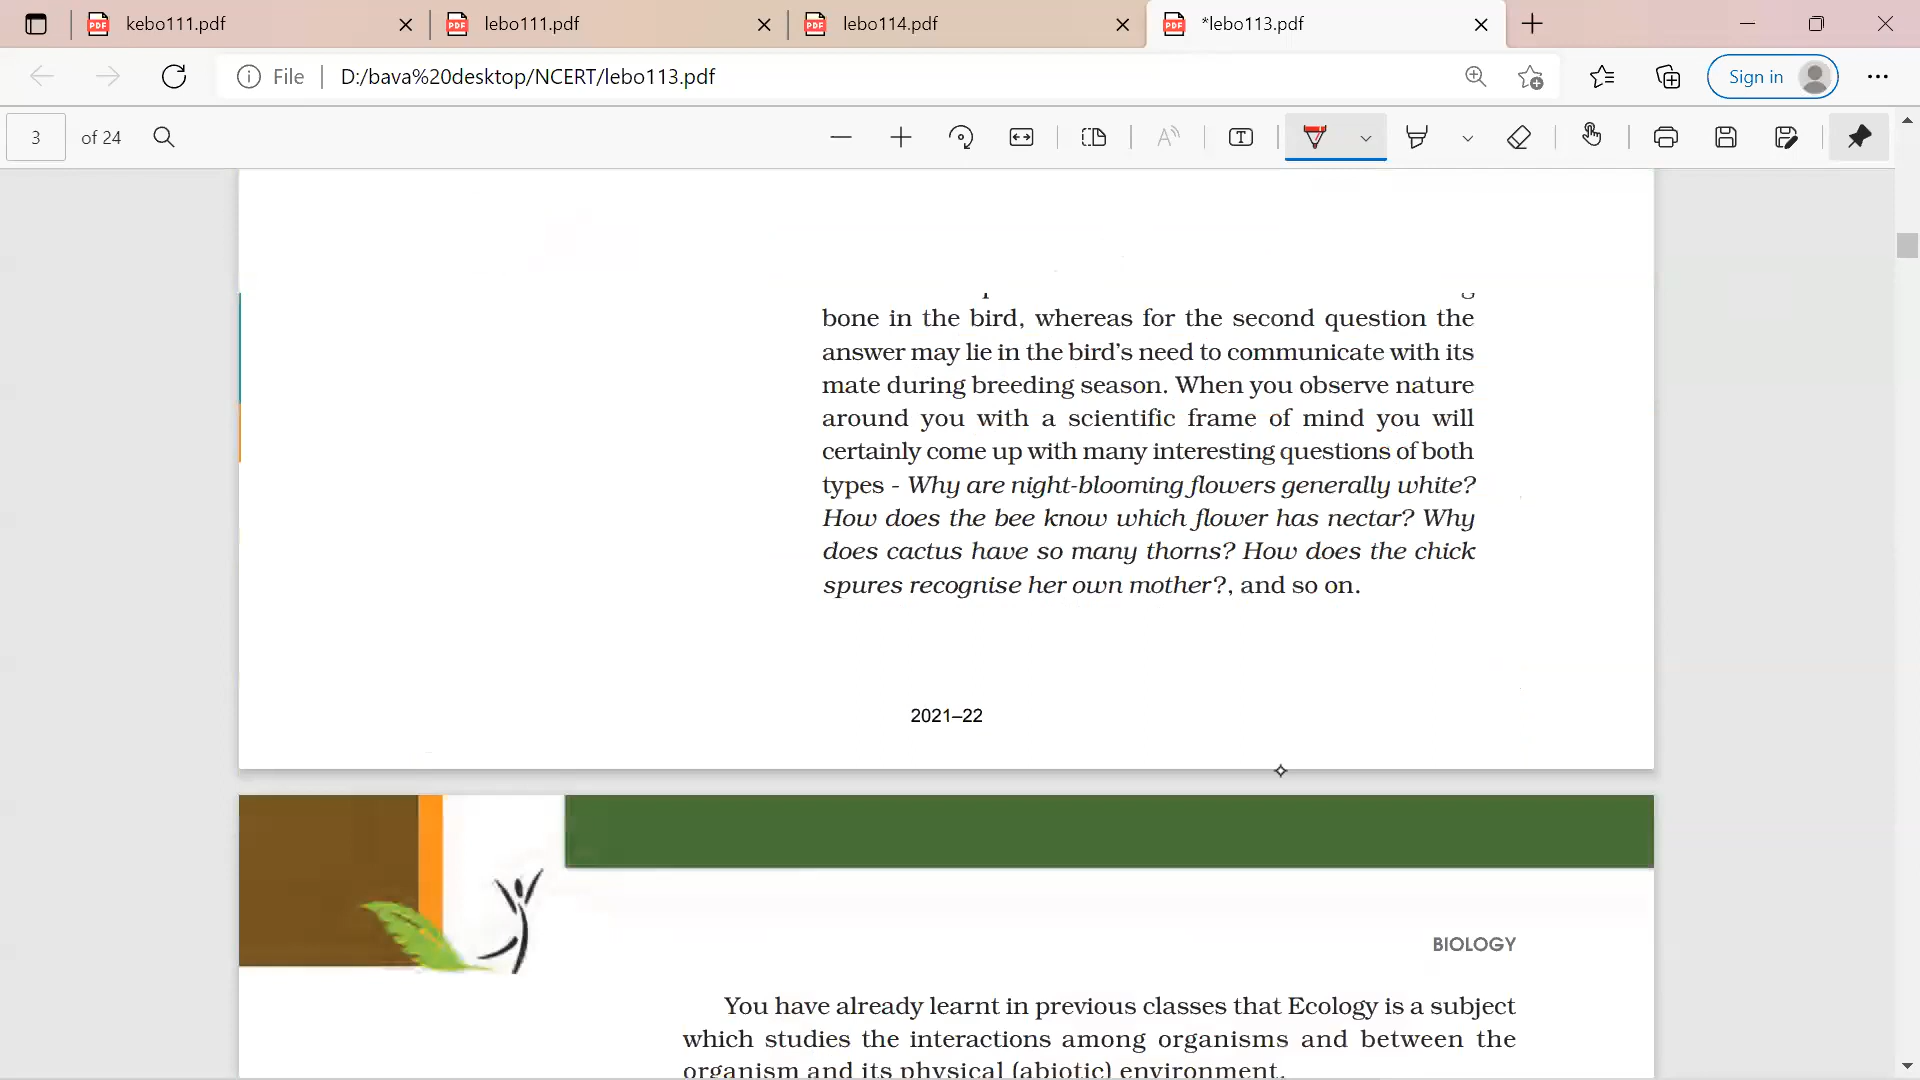 kebo111.pdf
lebo111.pdf
lebo114.pdf
*lebo113.pdf
File
D:/bava%20desktop/NCERT/lebo113.pdf
Sign in
3 of 24
bone in the bird, whereas for the second question the
answer may lie in the bird's need to communicate with its
mate during breeding season. When you observe nature
around you with a scientific frame of mind you will
certainly come up with many interesting questions of both
types - Why are night-blooming flowers generally white?
How does the bee know which flower has nectar? Why
does cactus have so many thorns? How does the chick
spures recognise her own mother?, and so on.
2021–22
BIOLOGY
You have already learnt in previous classes that Ecology is a subject
which studies the interactions among organisms and between the
organism and its physical (abiotic) environment.